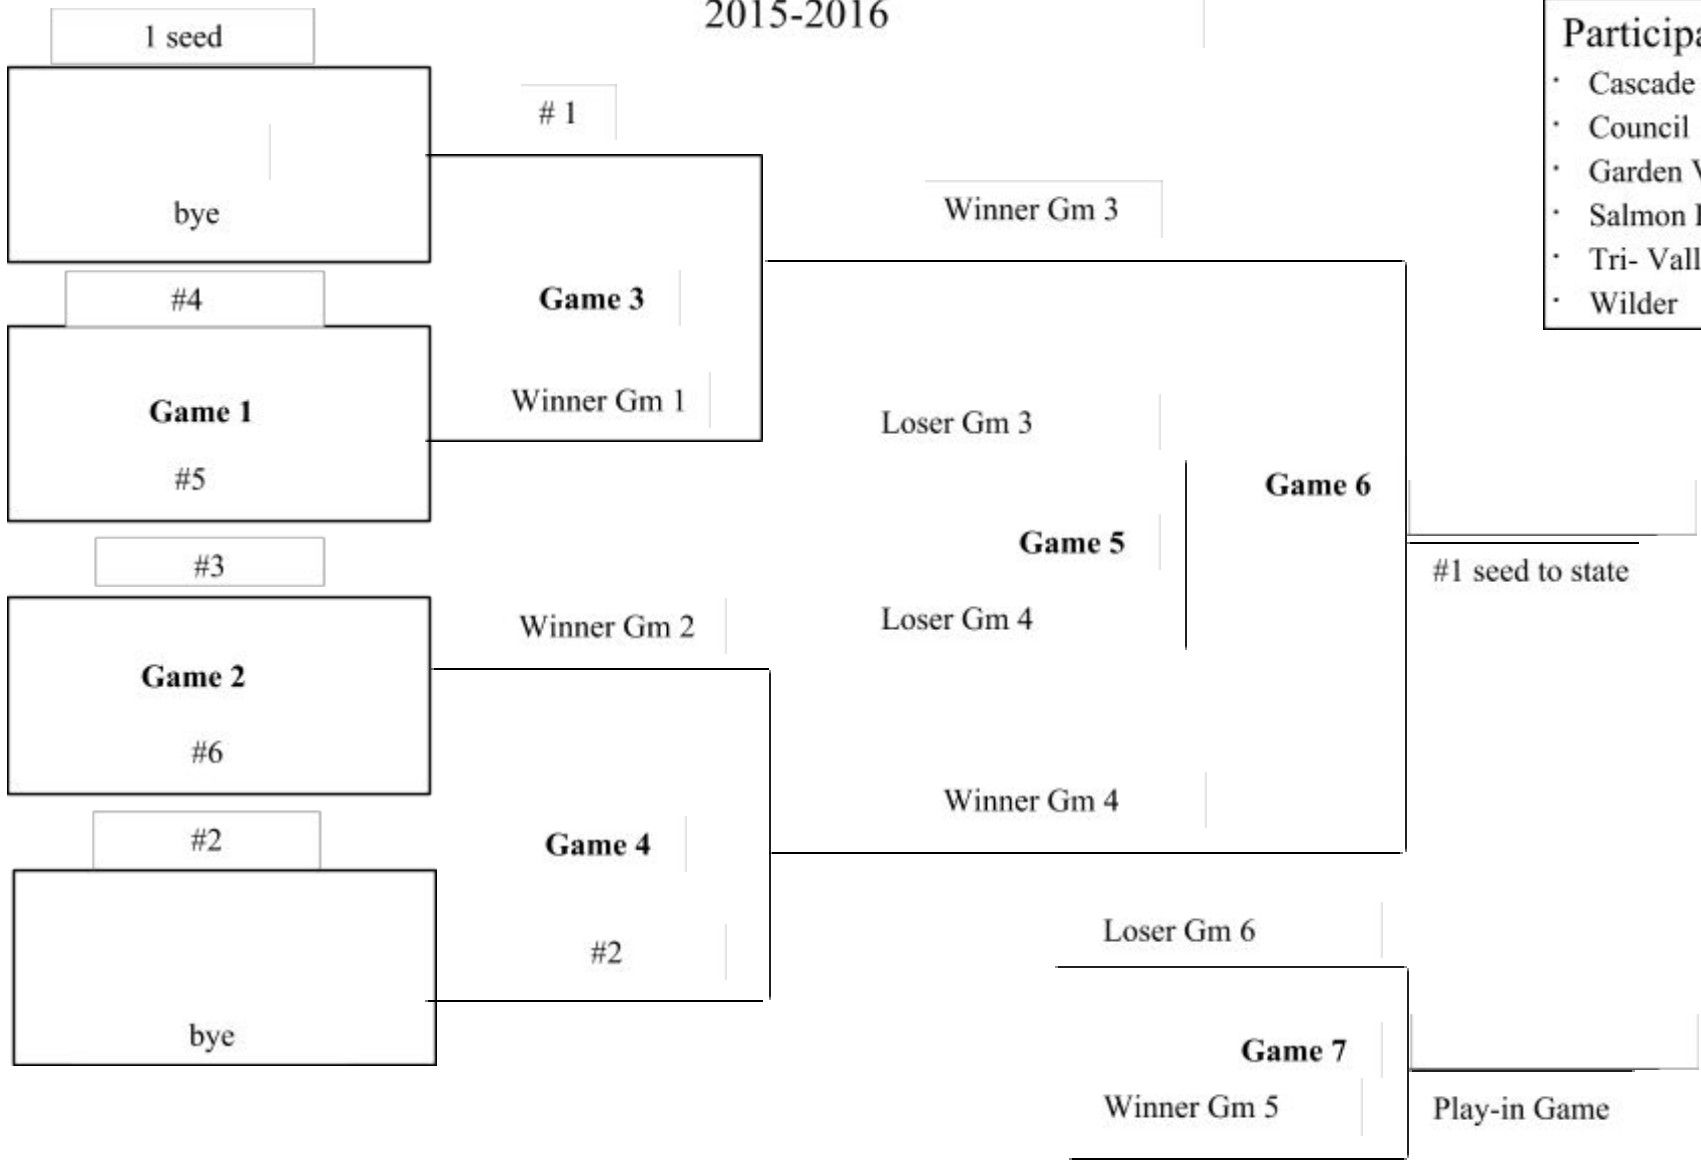 2015-2016
1 seed
bye
#4
Game 1
#5
#3
Game 2
#6
#2
bye
# 1
Game 3
Winner Gm 1
Winner Gm 2
Game 4
#2
Winner Gm 3
Loser Gm 3
Game 5
Loser Gm 4
Game 6
Winner Gm 4
#1 seed to state
Loser Gm 6
Game 7
Winner Gm 5
Play-in Game
Cascade
Council
Garden
Salmon
Tri-
Wilder